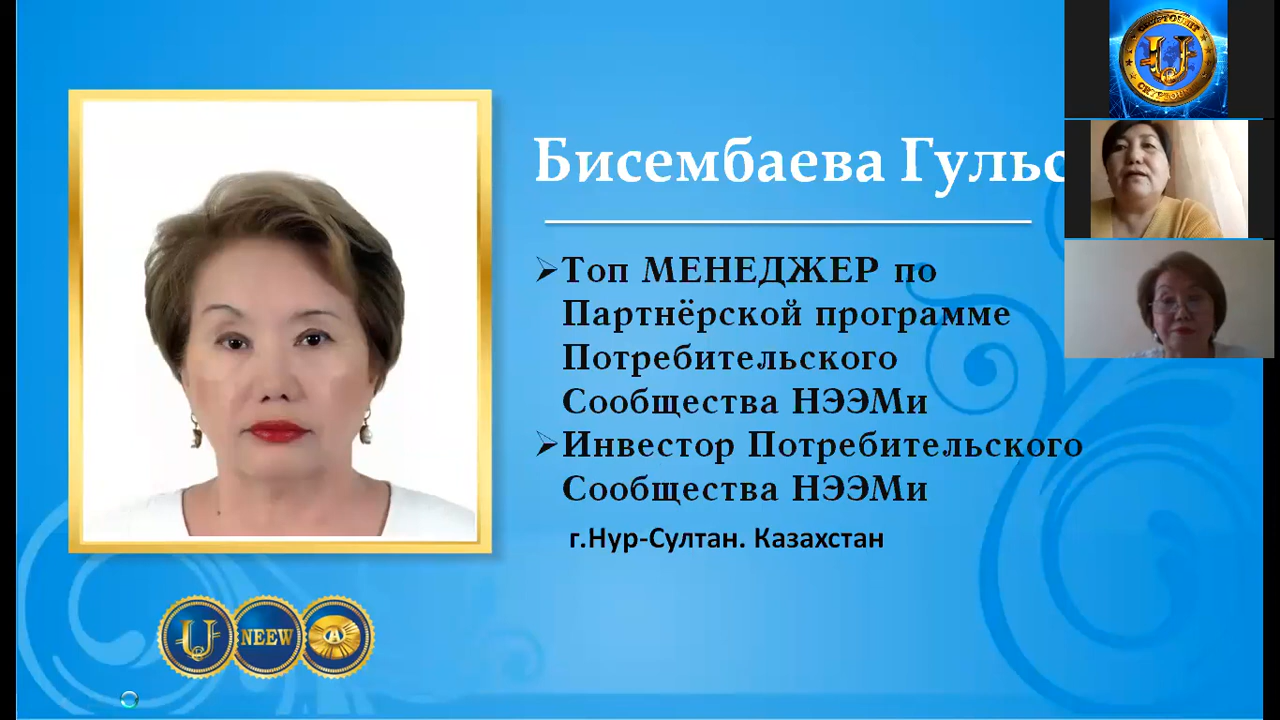 Бисембаева Гульс
Топ МЕНЕДЖЕР по
Партнёрской программе
Потребительского
Сообщества НЭЭМи
Инвестор Потребительского
Сообщества НЭЭМи
г.Нур-Султан. Казахстан
NEEW